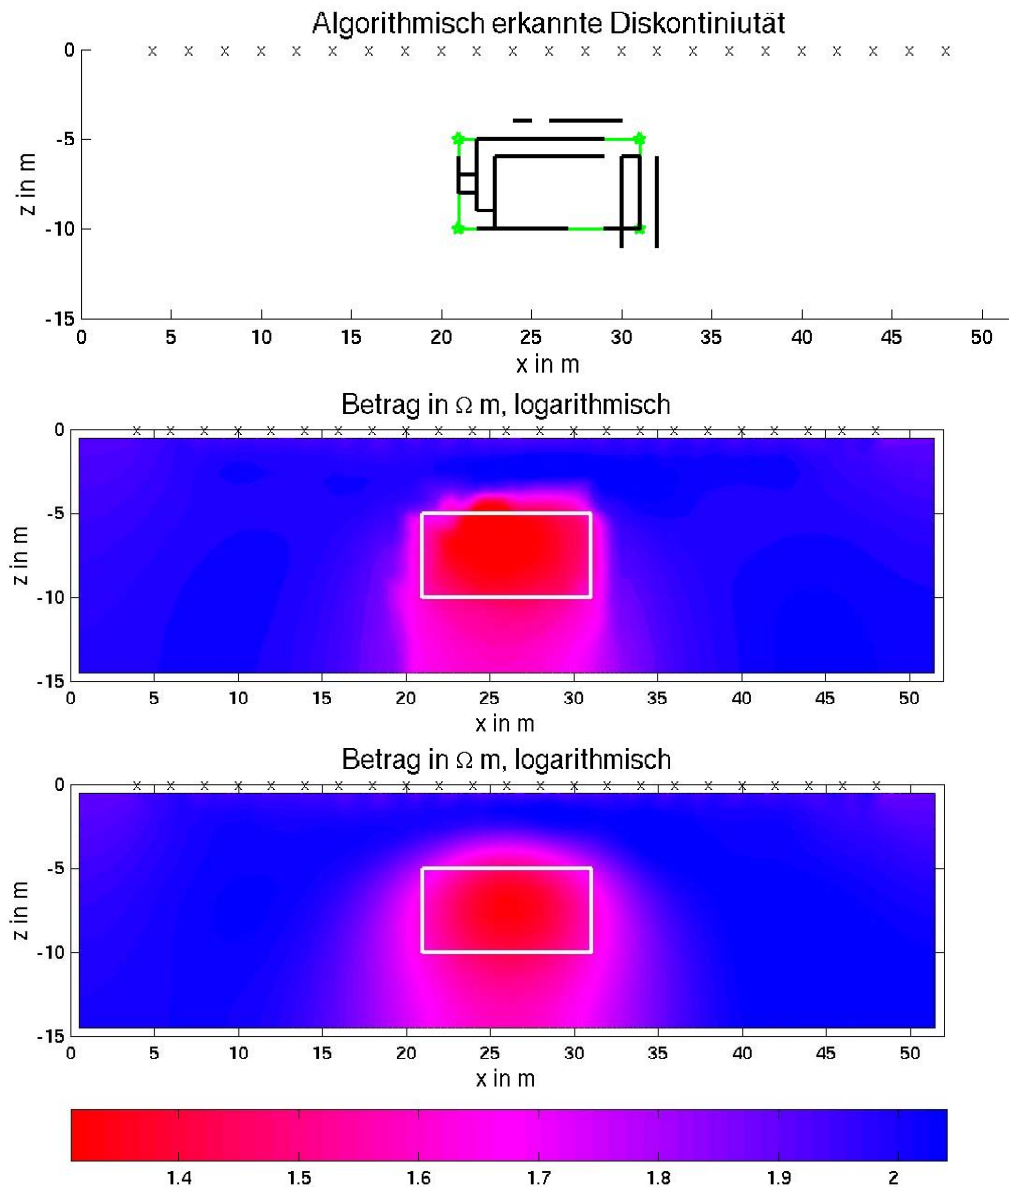 Algorithmisch erkannte Diskontiniutät
0
x x x x x x x x x x x x x x x x x x x x x x x
-5
-10
-15
z in m
0 5 10 15 20 25 30 35 40 45 50
x in m
Betrag in Ω m, logarithmisch
0
x x x x x x x x x x x x x x x x x x x x x x x
-5
-10
-15
z in m
0 5 10 15 20 25 30 35 40 45 50
x in m
Betrag in Ω m, logarithmisch
0
x x x x x x x x x x x x x x x x x x x x x x x
-5
-10
-15
z in m
0 5 10 15 20 25 30 35 40 45 50
x in m
1.4 1.5 1.6 1.7 1.8 1.9 2